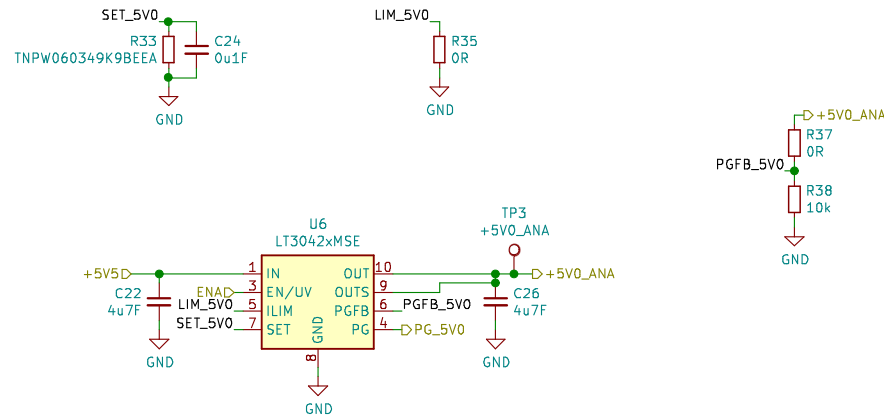 SET_5V0
R33
TNPW060349K9BEEA
C24
0u1F
GND
LIM_5V0
R35
0R
GND
+5V0_ANA
R37
0R
PGFB_5V0
R38
10k
GND
U6
LT3042xMSE
TP3
+5V0_ANA
+5V5
1 IN
OUT 10
+5V0_ANA
ENA
3 EN/UV
OUTS 9
C22
4u7F
LIM_5V0
5 ILIM
PGFB 6
PGFB_5V0
C26
4u7F
SET_5V0
7 SET
GND
PG 4
PG_5V0
8
GND
GND
GND